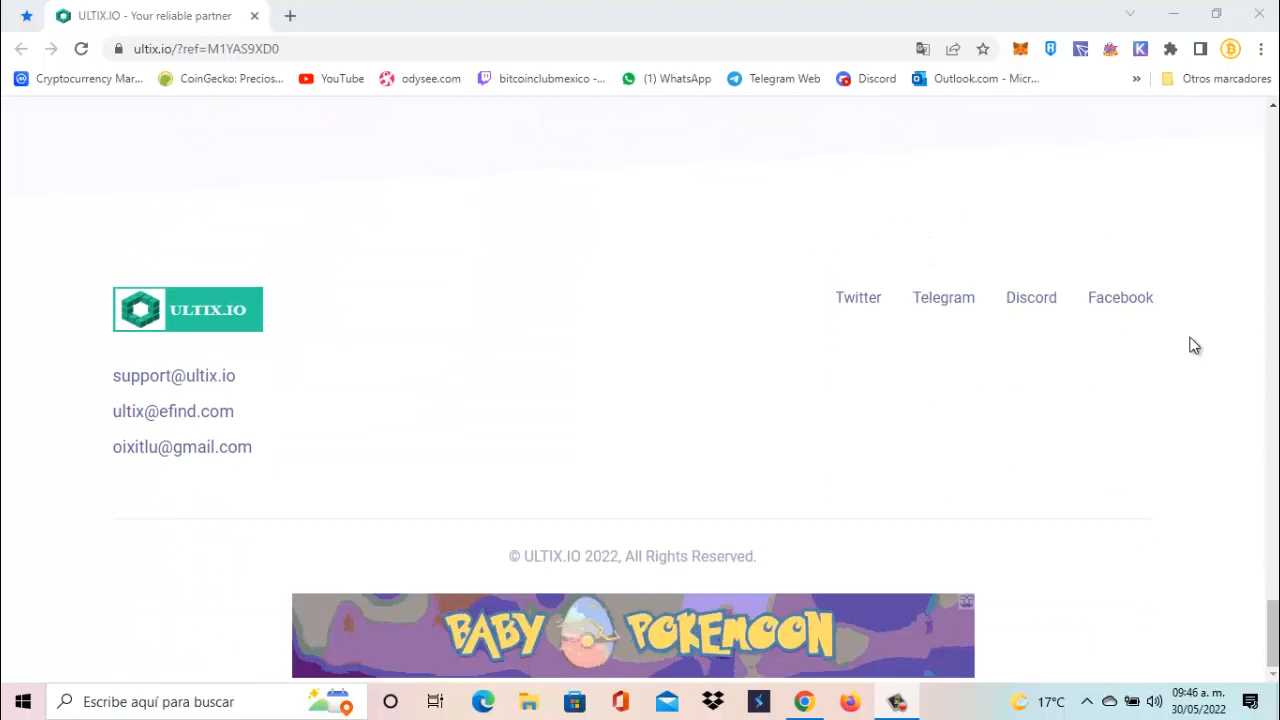 ULTIX.IO - Your reliable partner
ultix.io/?ref=M1YAS9XD0
Cryptocurrency Mar...
CoinGecko: Precios...
YouTube
odysee.com
bitcoinclubmexico -...
(1) WhatsApp
Telegram Web
Discord
Outlook.com - Micr...
»
Otros marcadores
ULTIX.IO
Twitter
Telegram
Discord
Facebook
support@ultix.io
ultix@efind.com
oixitlu@gmail.com
© ULTIX.IO 2022, All Rights Reserved.
BABY POKEMOON
Escribe aquí para buscar
17°C
09:46 a. m.
30/05/2022